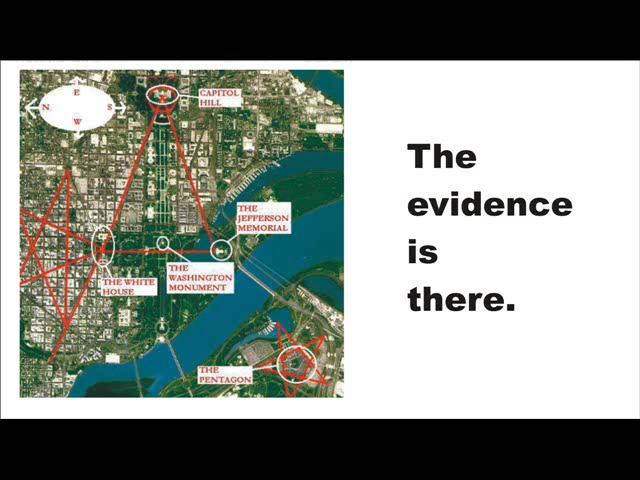 E
N
S
W
CAPITOL
HILL
THE
JEFFERSON
MEMORIAL
THE
WASHINGTON
MONUMENT
THE WHITE
HOUSE
THE
PENTAGON
The
evidence
is
there.